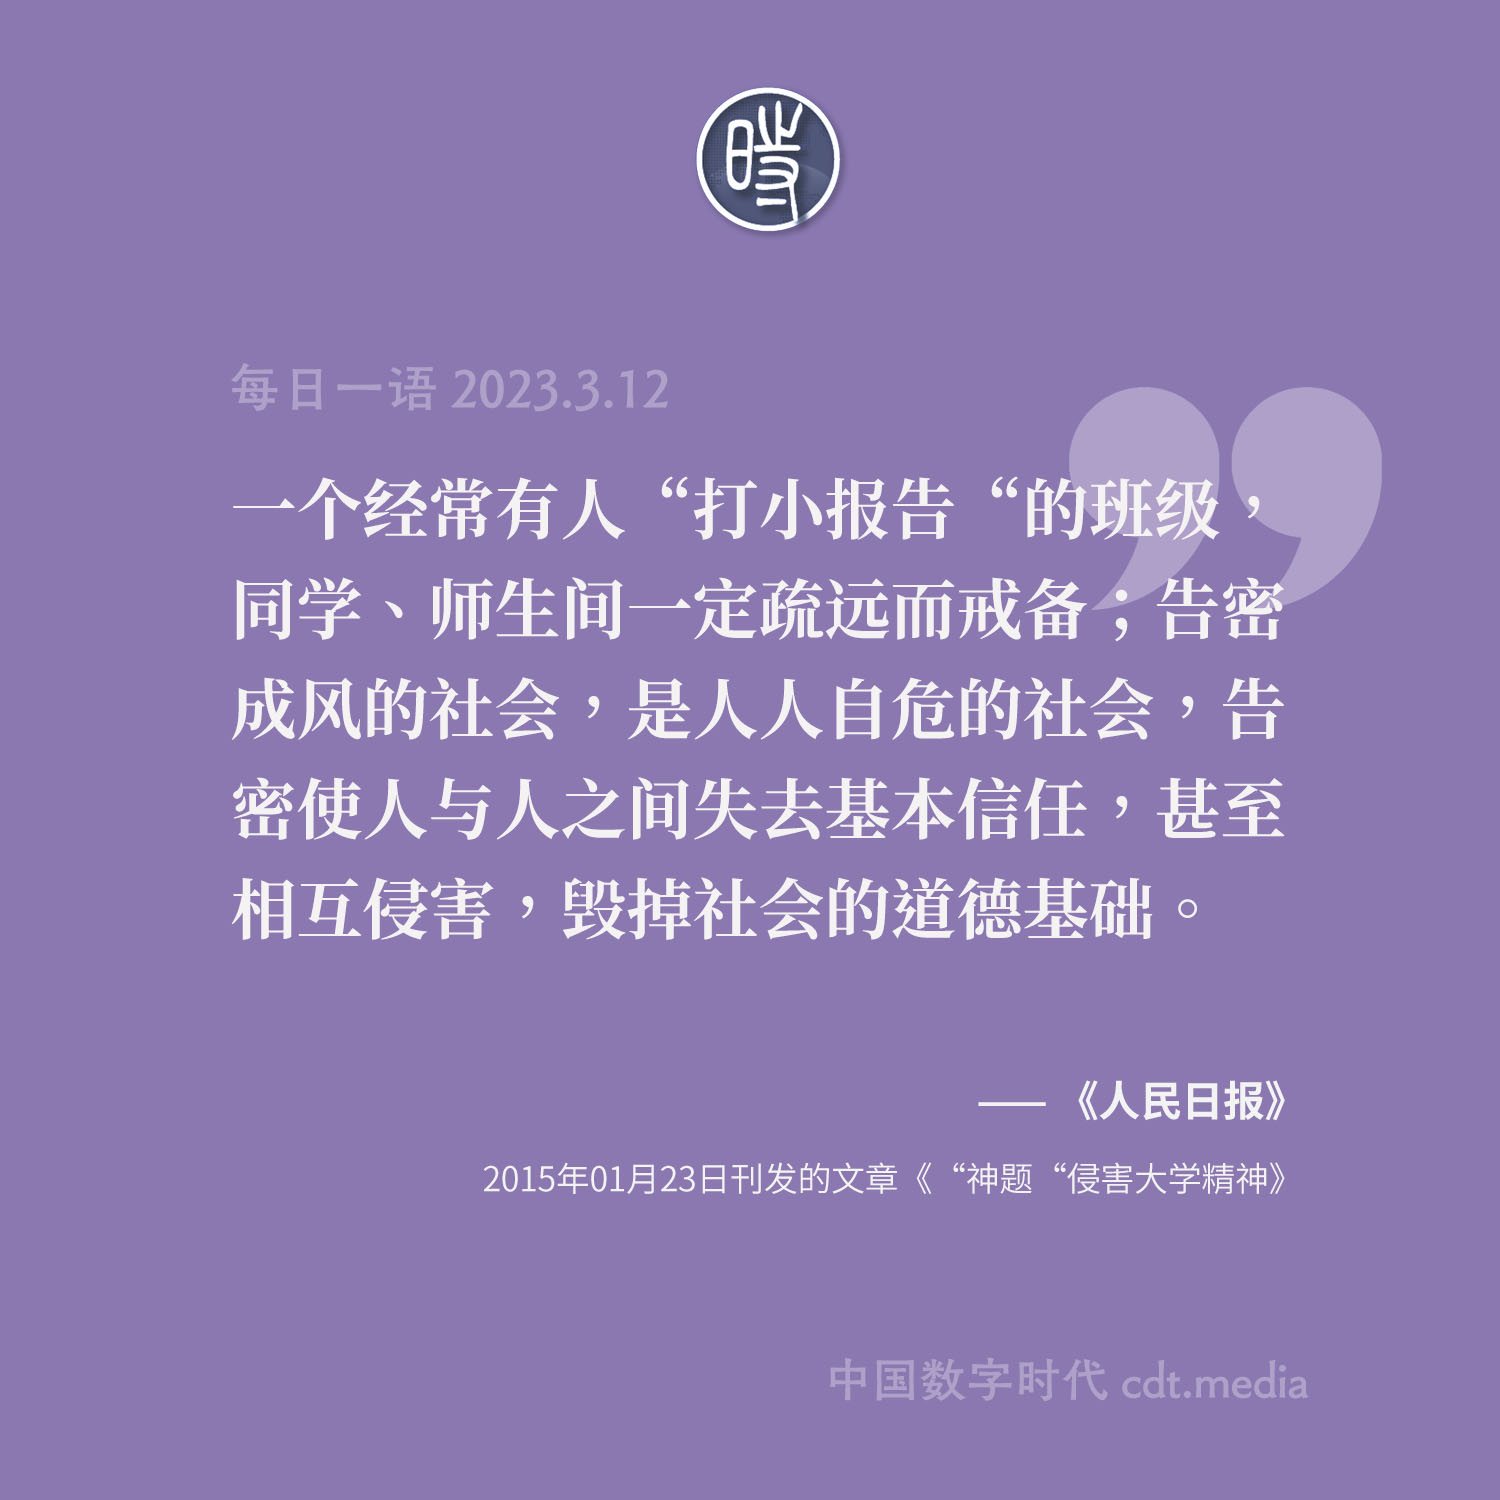 時
每日一语 2023.3.12
一个经常有人“打小报告“的班级，
同学、师生间一定疏远而戒备；告密
成风的社会，是人人自危的社会，告
密使人与人之间失去基本信任，甚至
相互侵害，毁掉社会的道德基础。
——《人民日报》
2015年01月23日刊发的文章《“神题“侵害大学精神》
中国数字时代 cdt.media